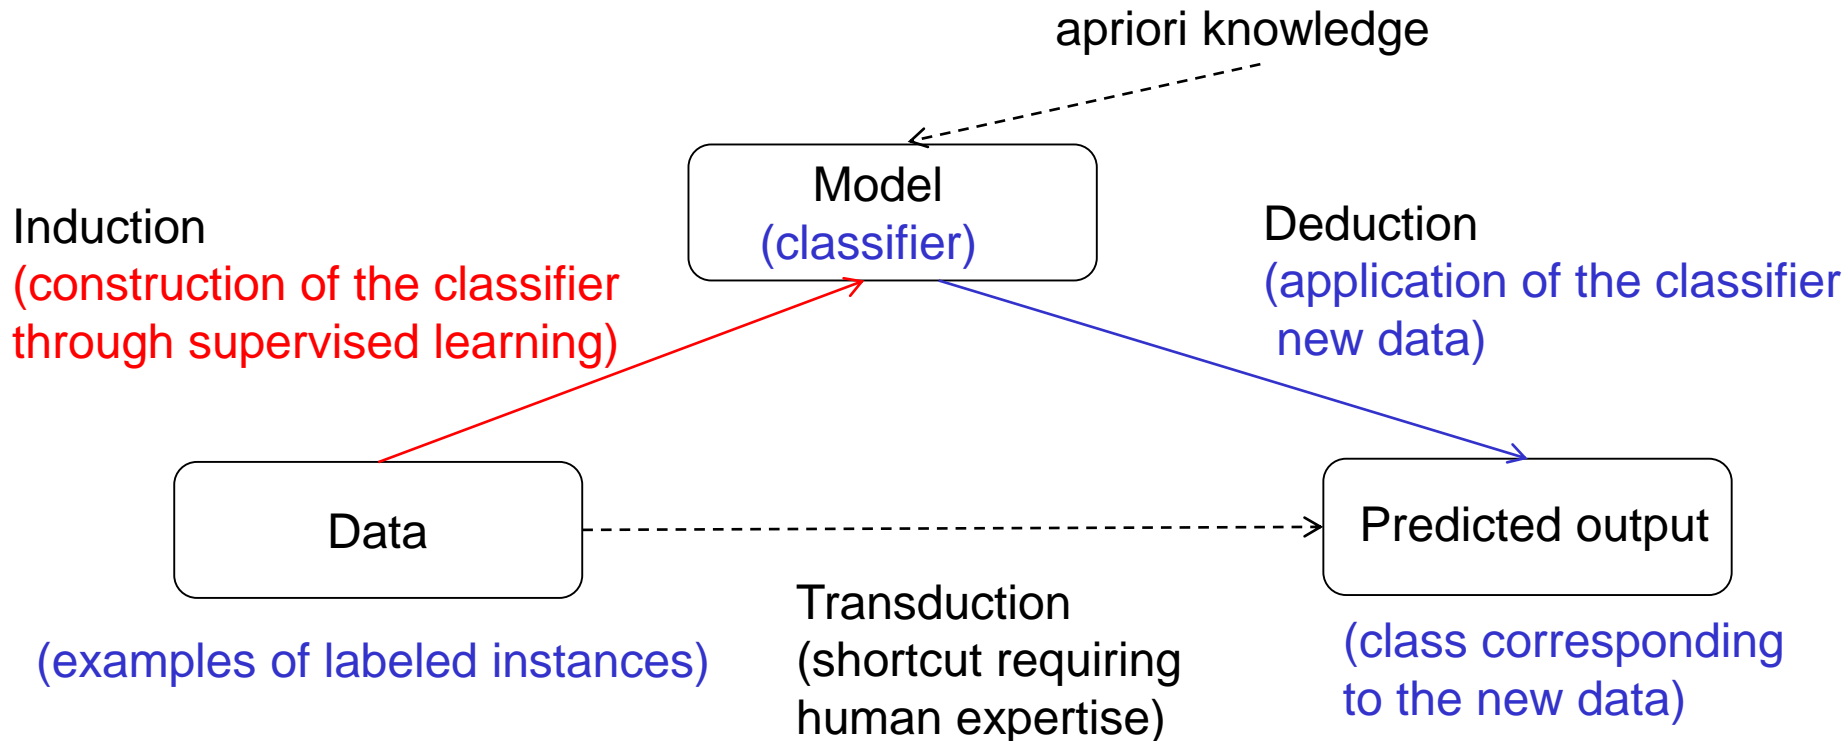 apriori knowledge
Model
(classifier)
Induction
(construction of the classifier
through supervised learning)
Deduction
(application of the classifier
new data)
Data
(examples of labeled instances)
Transduction
(shortcut requiring
human expertise)
Predicted output
(class corresponding
to the new data)